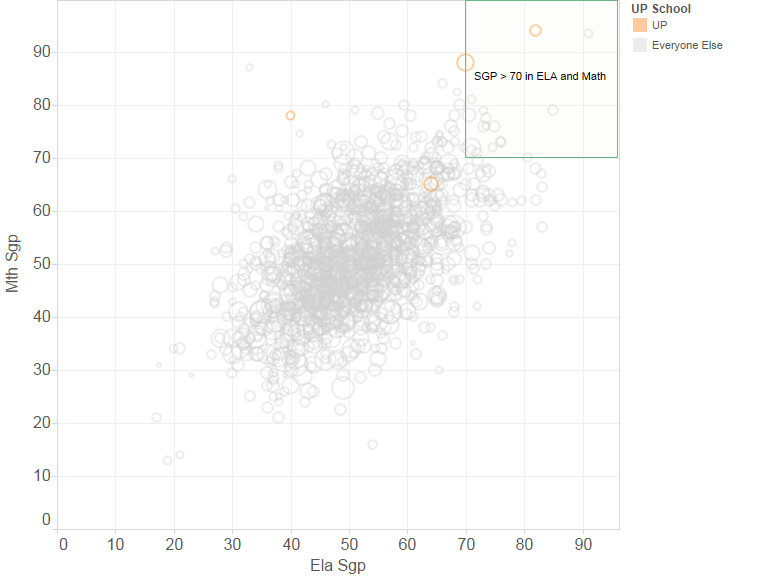 UP School
UP
Everyone Else
90
SGP > 70 in ELA and Math
80
70
60
50
40
30
20
10
0
Mth Sgp
0 10 20 30 40 50 60 70 80 90
Ela Sgp